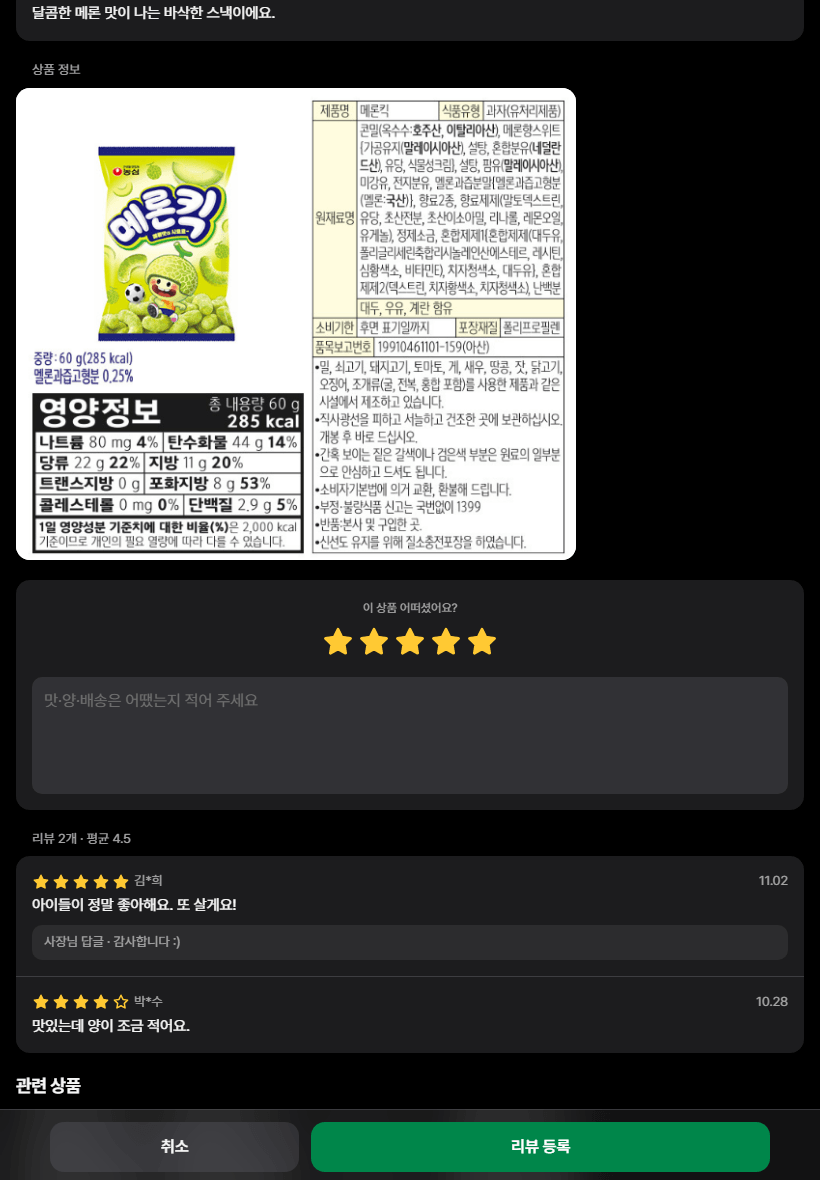 달콤한 메론 맛이 나는 바삭한 스낵이에요.
상품 정보
농심
메론킥
중량 : 60 g(285 kcal)
멜론과즙고형분 0.25%
영양정보
총 내용량 60 g
285 kcal
나트륨 80 mg 4% 탄수화물 44 g 14%
당류 22 g 22% 지방 11 g 20%
트랜스지방 0 g 포화지방 8 g 53%
콜레스테롤 0 mg 0% 단백질 2.9 g 5%
1일 영양성분 기준치에 대한 비율(%)은 2,000 kcal
기준이므로 개인의 필요 열량에 따라 다를 수 있습니다.
제품명 메론킥 식품유형 과자(유처리제품)
원재료명
콘밀(옥수수:호주산, 이탈리아산), 메론향스위트
{가공유지(말레이시아산), 설탕, 혼합분유(네덜란
드산), 유당, 식물성크림}, 설탕, 팜유(말레이시아산),
미강유, 전지분유, 멜론과즙분말{멜론과즙고형분
(멜론:국산)}, 향료2종, 향료제제(말토덱스트린,
유당, 초산전분, 초산이소아밀, 리나롤, 레몬오일,
유게놀), 정제소금, 혼합제제1{혼합제제(대두유,
폴리글리세린축합리시놀레인산에스테르, 레시틴,
심황색소, 비타민E), 치자청색소, 대두유}, 혼합
제제2(덱스트린, 치자황색소, 치자청색소), 난백분
대두, 우유, 계란 함유
소비기한 후면 표기일까지 포장재질 폴리프로필렌
품목보고번호 19910461101-159(아산)
•밀, 쇠고기, 돼지고기, 토마토, 게, 새우, 땅콩, 잣, 닭고기,
오징어, 조개류(굴, 전복, 홍합 포함)를 사용한 제품과 같은
시설에서 제조하고 있습니다.
•직사광선을 피하고 서늘하고 건조한 곳에 보관하십시오.
개봉 후 바로 드십시오.
•간혹 보이는 짙은 갈색이나 검은색 부분은 원료의 일부분
으로 안심하고 드셔도 됩니다.
•소비자기본법에 의거 교환, 환불해 드립니다.
•부정·불량식품 신고는 국번없이 1399
•반품:본사 및 구입한 곳.
•신선도 유지를 위해 질소충전포장을 하였습니다.
이 상품 어떠셨어요?
맛·양·배송은 어땠는지 적어 주세요
리뷰 2개 · 평균 4.5
김*희 11.02
아이들이 정말 좋아해요. 또 살게요!
사장님 답글 · 감사합니다 :)
박*수 10.28
맛있는데 양이 조금 적어요.
관련 상품
취소 리뷰 등록